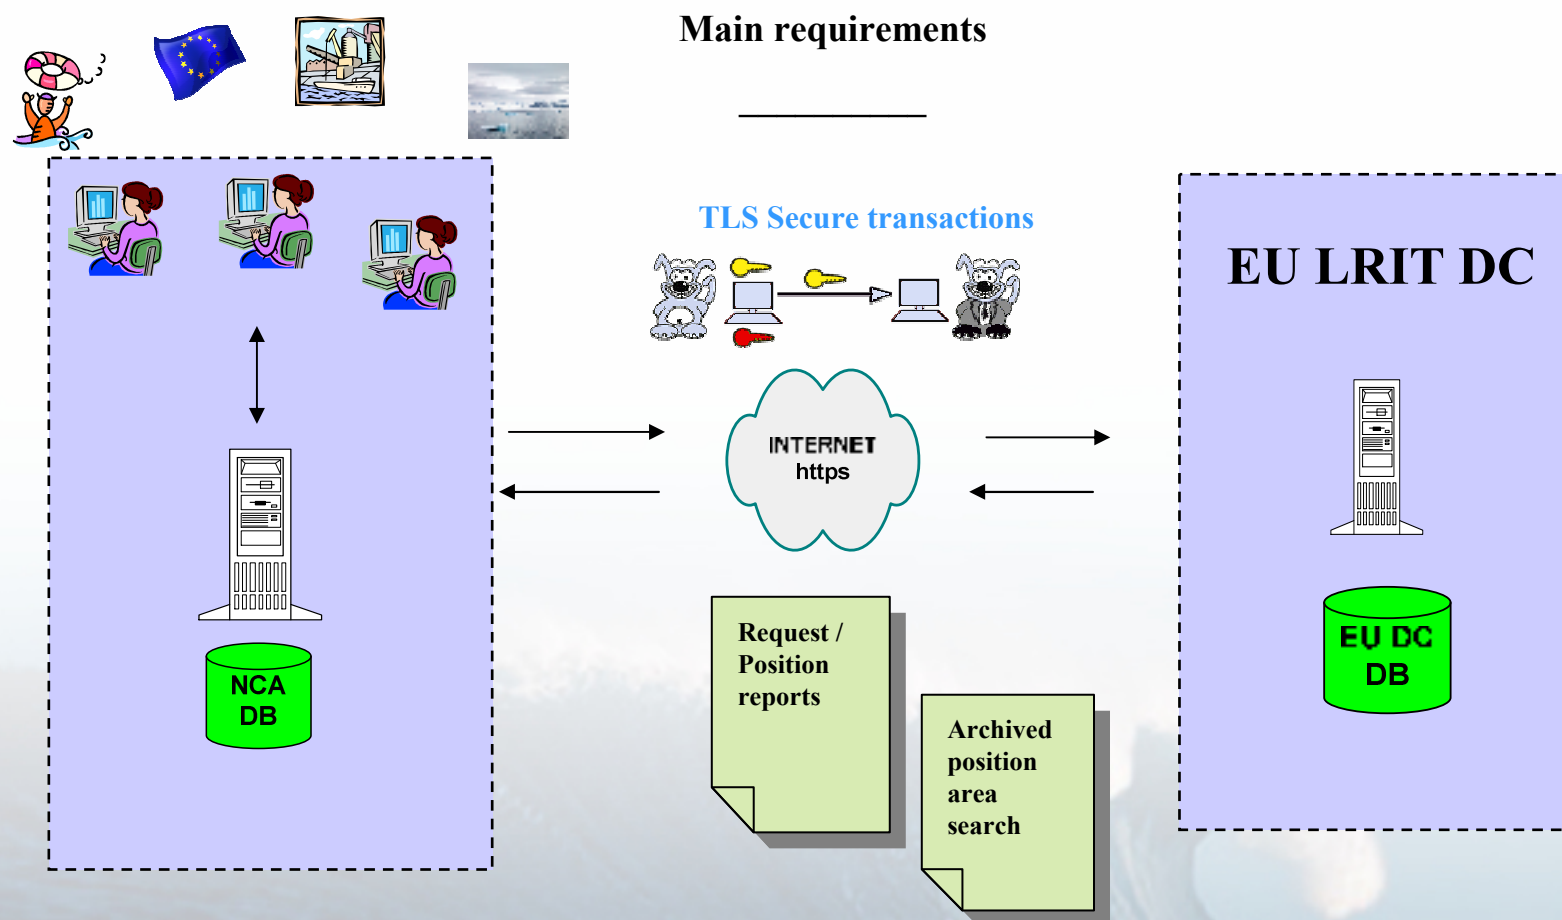 Main requirements
TLS Secure transactions
EU LRIT DC
INTERNET
https
NCA
DB
Request /
Position
reports
Archived
position
area
search
EU DC
DB